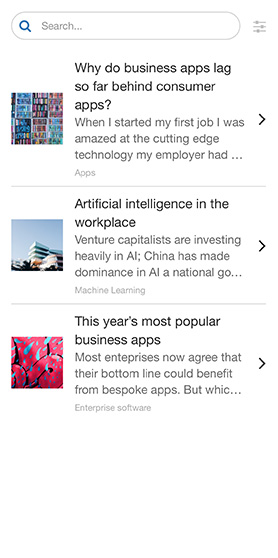 Search...
Why do business apps lag
so far behind consumer
apps?
When I started my first job I was
amazed at the cutting edge
technology my employer had ...
Apps
Artificial intelligence in the
workplace
Venture capitalists are investing
heavily in AI; China has made
dominance in AI a national go...
Machine Learning
This year's most popular
business apps
Most enteprises now agree that
their bottom line could benefit
from bespoke apps. But whic...
Enterprise software